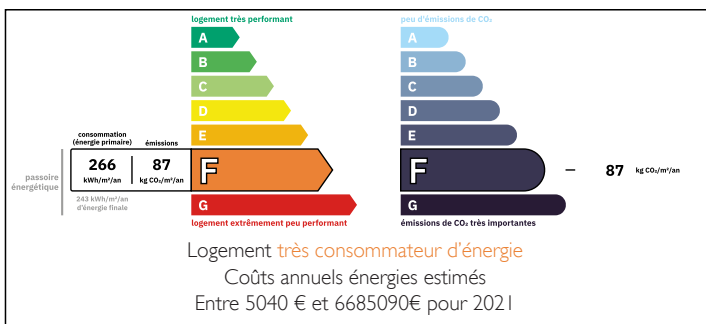 logement très performant
A
B
C
D
E
consommation
(énergie primaire)
émissions
passoire
énergétique
266
kWh/m²/an
87
kg CO₂/m²/an
F
243 kWh/m²/an
d'énergie finale
G
logement extrêmement peu performant
peu d'émissions de CO₂
A
B
C
D
E
F
87 kg CO₂/m²/an
G
émissions de CO₂ très importantes
Logement très consommateur d'énergie
Coûts annuels énergies estimés
Entre 5040 € et 6685090€ pour 2021